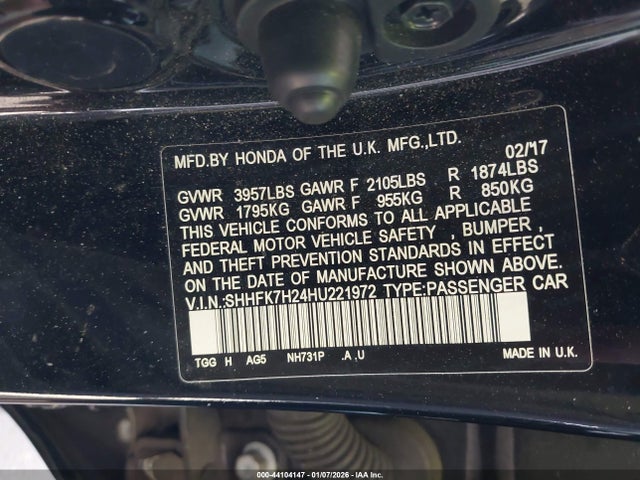 MFD.BY HONDA OF THE U.K. MFG.,LTD. 02/17
GVWR 3957LBS GAWR F 2105LBS R 1874LBS
GVWR 1795KG GAWR F 955KG R 850KG
THIS VEHICLE CONFORMS TO ALL APPLICABLE
FEDERAL MOTOR VEHICLE SAFETY , BUMPER ,
AND THEFT PREVENTION STANDARDS IN EFFECT
ON THE DATE OF MANUFACTURE SHOWN ABOVE.
V.I.N.:SHHFK7H24HU221972 TYPE:PASSENGER CAR
TGG H AG5 NH731P .A ,U MADE IN U.K.
000-44104147 - 01/07/2026 - IAA Inc.